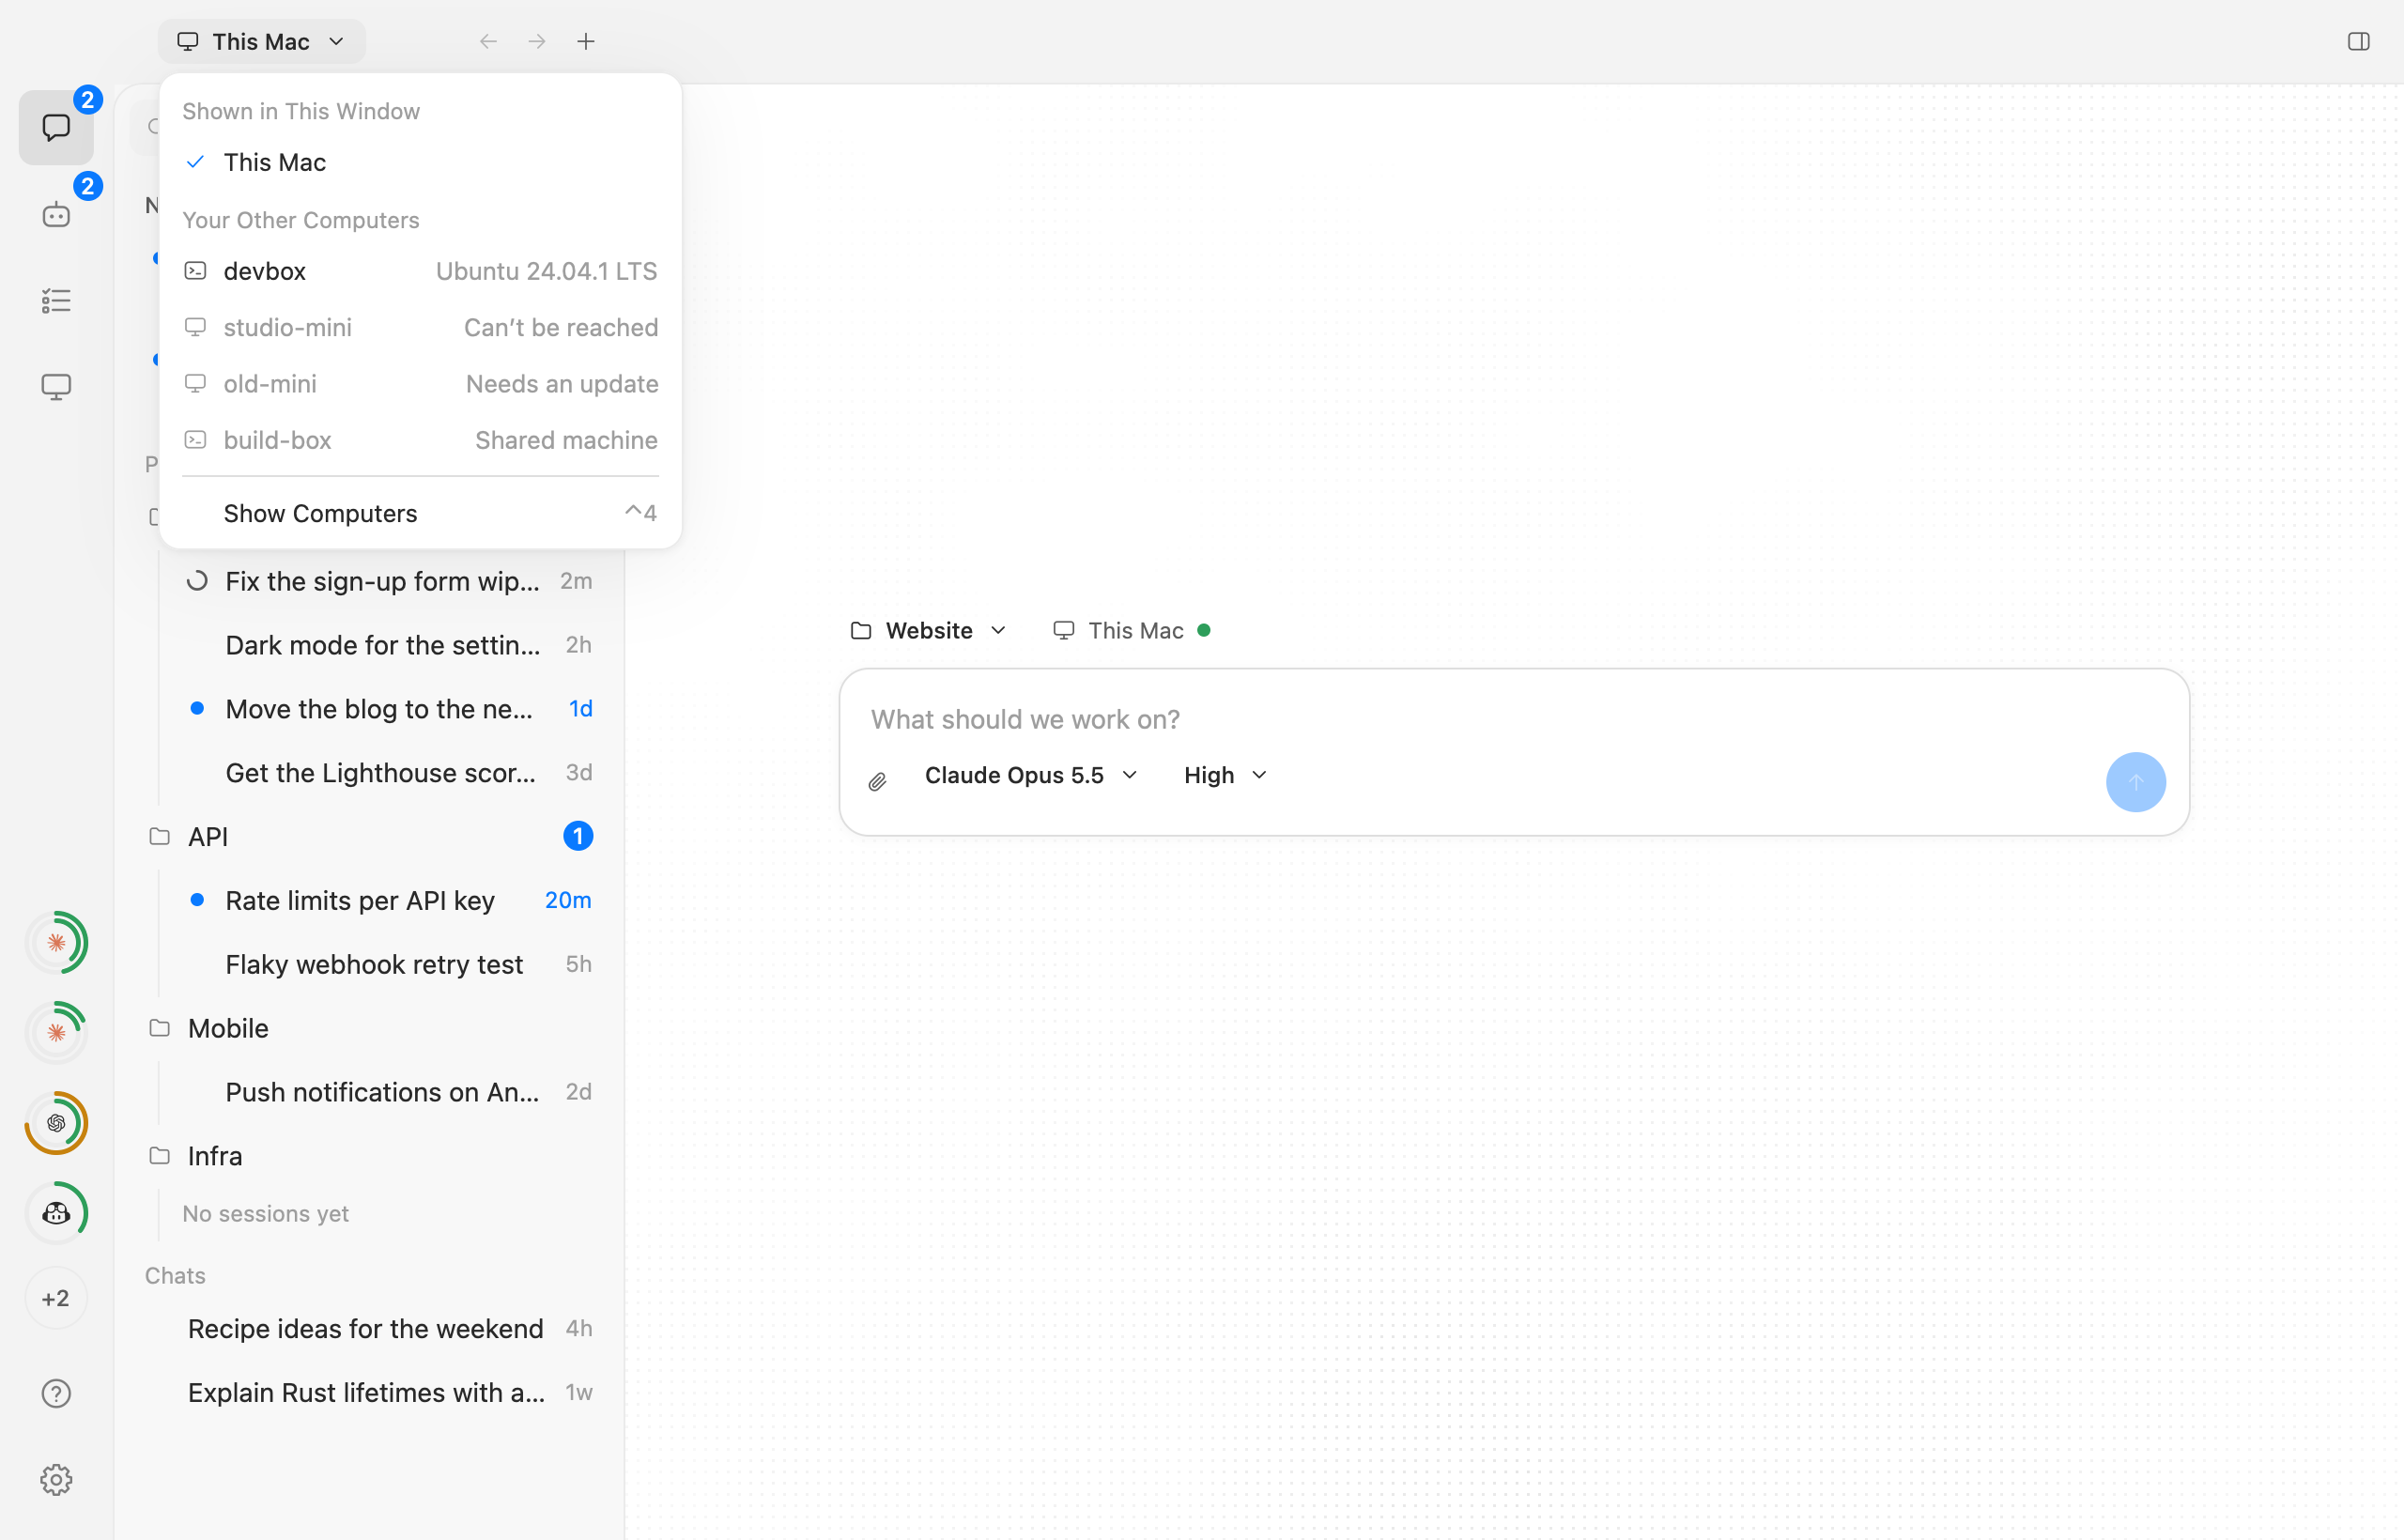 This Mac
2
Shown in This Window
This Mac
2
N
Your Other Computers
devbox Ubuntu 24.04.1 LTS
studio-mini Can’t be reached
old-mini Needs an update
build-box Shared machine
P
Show Computers ^4
Fix the sign-up form wip... 2m
Dark mode for the settin... 2h
Move the blog to the ne... 1d
Get the Lighthouse scor... 3d
API 1
Rate limits per API key 20m
Flaky webhook retry test 5h
Mobile
Push notifications on An... 2d
Infra
No sessions yet
Chats
Recipe ideas for the weekend 4h
Explain Rust lifetimes with a... 1w
+2
Website This Mac
What should we work on?
Claude Opus 5.5 High